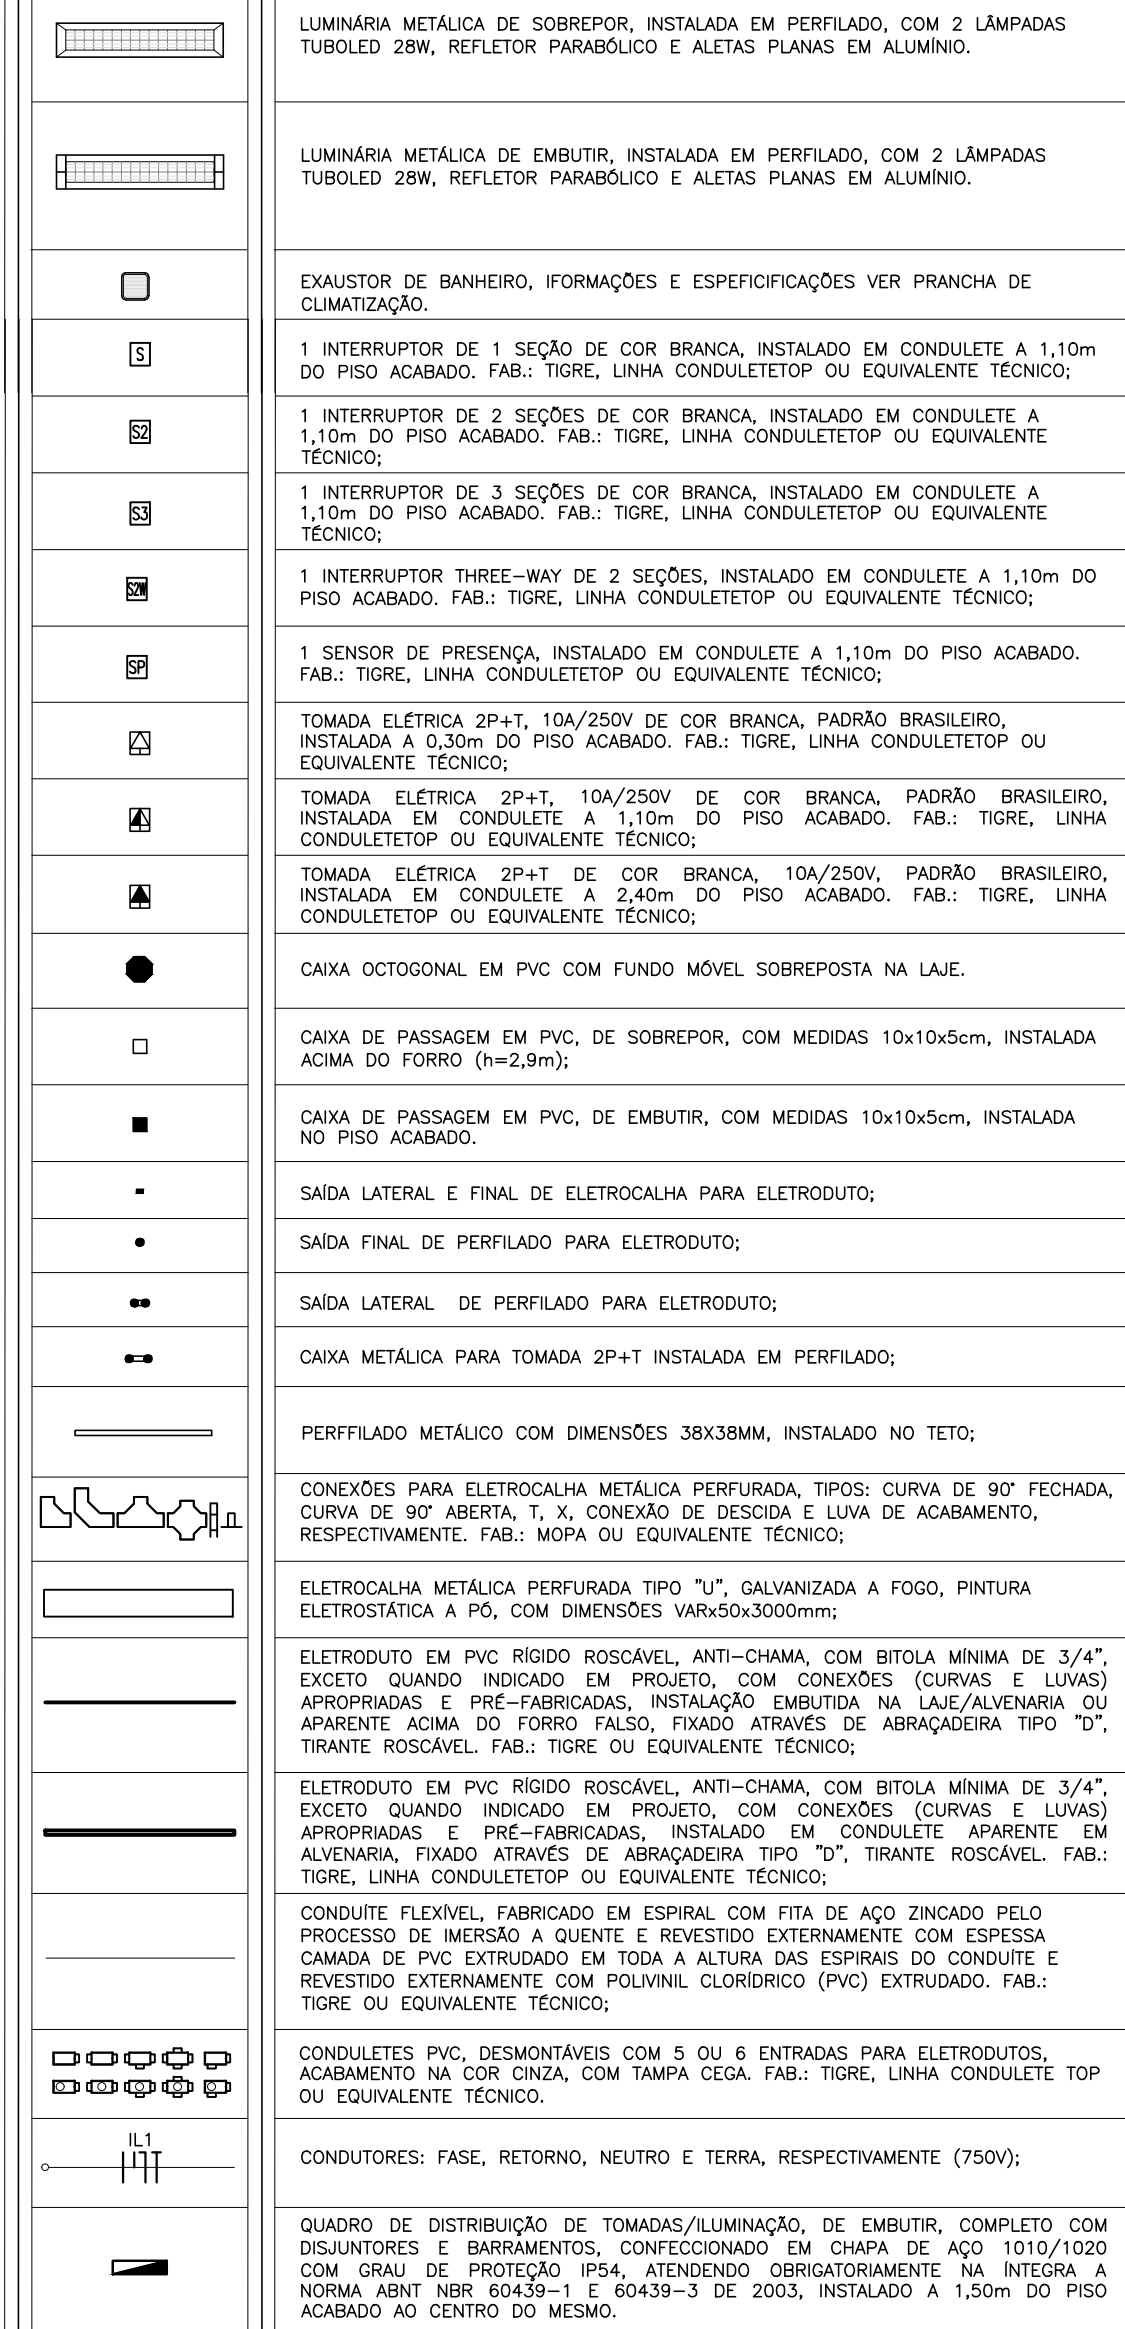 LUMINÁRIA METÁLICA DE SOBREPOR, INSTALADA EM PERFILADO, COM 2 LÂMPADAS
TUBOLED 28W, REFLETOR PARABÓLICO E ALETAS PLANAS EM ALUMÍNIO.
LUMINÁRIA METÁLICA DE EMBUTIR, INSTALADA EM PERFILADO, COM 2 LÂMPADAS
TUBOLED 28W, REFLETOR PARABÓLICO E ALETAS PLANAS EM ALUMÍNIO.
EXAUSTOR DE BANHEIRO, IFORMAÇÕES E ESPEFICIFICAÇÕES VER PRANCHA DE
CLIMATIZAÇÃO.
S
1 INTERRUPTOR DE 1 SEÇÃO DE COR BRANCA, INSTALADO EM CONDULETE A 1,10m
DO PISO ACABADO. FAB.: TIGRE, LINHA CONDULETETOP OU EQUIVALENTE TÉCNICO;
S2
1 INTERRUPTOR DE 2 SEÇÕES DE COR BRANCA, INSTALADO EM CONDULETE A
1,10m DO PISO ACABADO. FAB.: TIGRE, LINHA CONDULETETOP OU EQUIVALENTE
TÉCNICO;
S3
1 INTERRUPTOR DE 3 SEÇÕES DE COR BRANCA, INSTALADO EM CONDULETE A
1,10m DO PISO ACABADO. FAB.: TIGRE, LINHA CONDULETETOP OU EQUIVALENTE
TÉCNICO;
S2W
1 INTERRUPTOR THREE-WAY DE 2 SEÇÕES, INSTALADO EM CONDULETE A 1,10m DO
PISO ACABADO. FAB.: TIGRE, LINHA CONDULETETOP OU EQUIVALENTE TÉCNICO;
SP
1 SENSOR DE PRESENÇA, INSTALADO EM CONDULETE A 1,10m DO PISO ACABADO.
FAB.: TIGRE, LINHA CONDULETETOP OU EQUIVALENTE TÉCNICO;
TOMADA ELÉTRICA 2P+T, 10A/250V DE COR BRANCA, PADRÃO BRASILEIRO,
INSTALADA A 0,30m DO PISO ACABADO. FAB.: TIGRE, LINHA CONDULETETOP OU
EQUIVALENTE TÉCNICO;
TOMADA ELÉTRICA 2P+T, 10A/250V DE COR BRANCA, PADRÃO BRASILEIRO,
INSTALADA EM CONDULETE A 1,10m DO PISO ACABADO. FAB.: TIGRE, LINHA
CONDULETETOP OU EQUIVALENTE TÉCNICO;
TOMADA ELÉTRICA 2P+T DE COR BRANCA, 10A/250V, PADRÃO BRASILEIRO,
INSTALADA EM CONDULETE A 2,40m DO PISO ACABADO. FAB.: TIGRE, LINHA
CONDULETETOP OU EQUIVALENTE TÉCNICO;
CAIXA OCTOGONAL EM PVC COM FUNDO MÓVEL SOBREPOSTA NA LAJE.
CAIXA DE PASSAGEM EM PVC, DE SOBREPOR, COM MEDIDAS 10x10x5cm, INSTALADA
ACIMA DO FORRO (h=2,9m);
CAIXA DE PASSAGEM EM PVC, DE EMBUTIR, COM MEDIDAS 10x10x5cm, INSTALADA
NO PISO ACABADO.
SAÍDA LATERAL E FINAL DE ELETROCALHA PARA ELETRODUTO;
SAÍDA FINAL DE PERFILADO PARA ELETRODUTO;
SAÍDA LATERAL DE PERFILADO PARA ELETRODUTO;
CAIXA METÁLICA PARA TOMADA 2P+T INSTALADA EM PERFILADO;
PERFFILADO METÁLICO COM DIMENSÕES 38X38MM, INSTALADO NO TETO;
CONEXÕES PARA ELETROCALHA METÁLICA PERFURADA, TIPOS: CURVA DE 90° FECHADA,
CURVA DE 90° ABERTA, T, X, CONEXÃO DE DESCIDA E LUVA DE ACABAMENTO,
RESPECTIVAMENTE. FAB.: MOPA OU EQUIVALENTE TÉCNICO;
ELETROCALHA METÁLICA PERFURADA TIPO "U", GALVANIZADA A FOGO, PINTURA
ELETROSTÁTICA A PÓ, COM DIMENSÕES VARx50x3000mm;
ELETRODUTO EM PVC RÍGIDO ROSCÁVEL, ANTI-CHAMA, COM BITOLA MÍNIMA DE 3/4",
EXCETO QUANDO INDICADO EM PROJETO, COM CONEXÕES (CURVAS E LUVAS)
APROPRIADAS E PRÉ-FABRICADAS, INSTALAÇÃO EMBUTIDA NA LAJE/ALVENARIA OU
APARENTE ACIMA DO FORRO FALSO, FIXADO ATRAVÉS DE ABRAÇADEIRA TIPO "D",
TIRANTE ROSCÁVEL. FAB.: TIGRE OU EQUIVALENTE TÉCNICO;
ELETRODUTO EM PVC RÍGIDO ROSCÁVEL, ANTI-CHAMA, COM BITOLA MÍNIMA DE 3/4",
EXCETO QUANDO INDICADO EM PROJETO, COM CONEXÕES (CURVAS E LUVAS)
APROPRIADAS E PRÉ-FABRICADAS, INSTALADO EM CONDULETE APARENTE EM
ALVENARIA, FIXADO ATRAVÉS DE ABRAÇADEIRA TIPO "D", TIRANTE ROSCÁVEL. FAB.:
TIGRE, LINHA CONDULETETOP OU EQUIVALENTE TÉCNICO;
CONDUÍTE FLEXÍVEL, FABRICADO EM ESPIRAL COM FITA DE AÇO ZINCADO PELO
PROCESSO DE IMERSÃO A QUENTE E REVESTIDO EXTERNAMENTE COM ESPESSA
CAMADA DE PVC EXTRUDADO EM TODA A ALTURA DAS ESPIRAIS DO CONDUÍTE E
REVESTIDO EXTERNAMENTE COM POLIVINIL CLORÍDRICO (PVC) EXTRUDADO. FAB.:
TIGRE OU EQUIVALENTE TÉCNICO;
CONDULETES PVC, DESMONTÁVEIS COM 5 OU 6 ENTRADAS PARA ELETRODUTOS,
ACABAMENTO NA COR CINZA, COM TAMPA CEGA. FAB.: TIGRE, LINHA CONDULETE TOP
OU EQUIVALENTE TÉCNICO.
IL1
CONDUTORES: FASE, RETORNO, NEUTRO E TERRA, RESPECTIVAMENTE (750V);
QUADRO DE DISTRIBUIÇÃO DE TOMADAS/ILUMINAÇÃO, DE EMBUTIR, COMPLETO COM
DISJUNTORES E BARRAMENTOS, CONFECCIONADO EM CHAPA DE AÇO 1010/1020
COM GRAU DE PROTEÇÃO IP54, ATENDENDO OBRIGATORIAMENTE NA ÍNTEGRA A
NORMA ABNT NBR 60439-1 E 60439-3 DE 2003, INSTALADO A 1,50m DO PISO
ACABADO AO CENTRO DO MESMO.